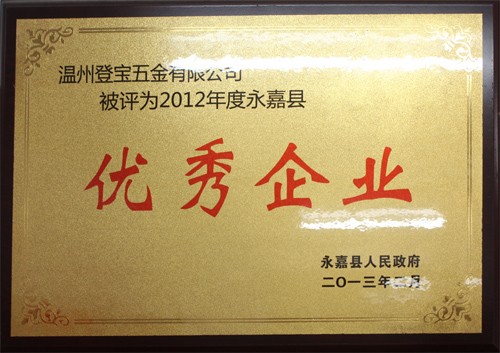 温州登宝五金有限公司
被评为2012年度永嘉县
优秀企业
永嘉县人民政府
二〇一三年二月